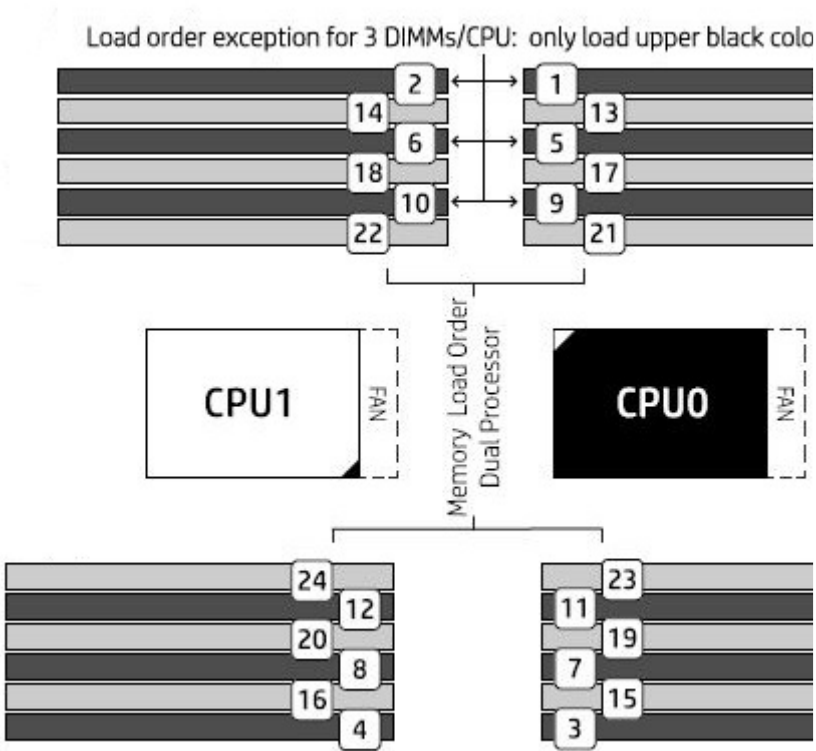 Load order exception for 3 DIMMs/CPU: only load upper black colo
2 1
14 13
6 5
18 17
10 9
22 21
CPU1 FAN
Memory Load Order
Dual Processor
CPU0 FAN
24 23
12 11
20 19
8 7
16 15
4 3